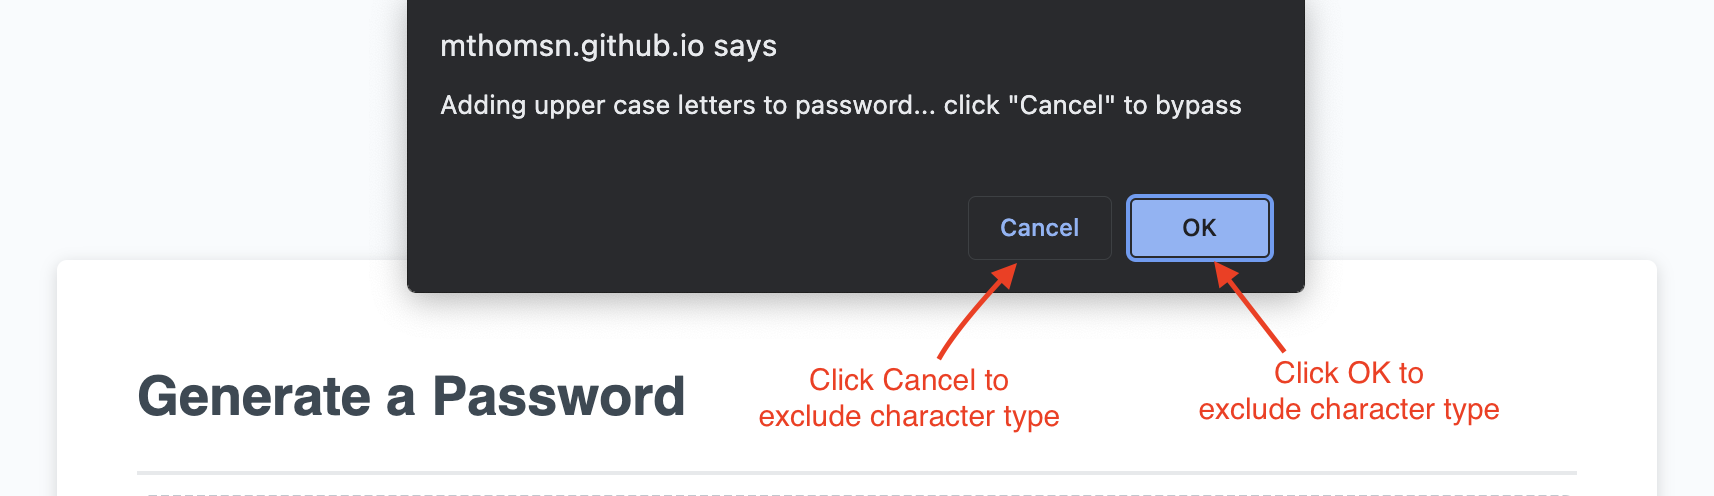 mthomsn.github.io says
Adding upper case letters to password... click "Cancel" to bypass
Cancel
OK
Generate a Password
Click Cancel to
exclude character type
Click OK to
exclude character type